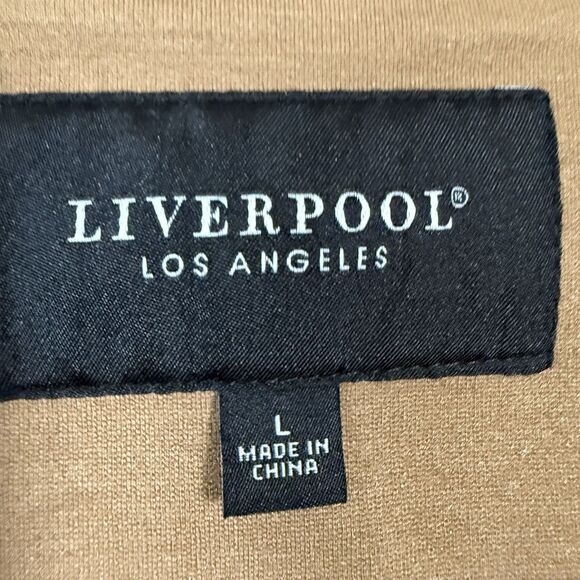 LIVERPOOL®
LOS ANGELES
L
MADE IN
CHINA